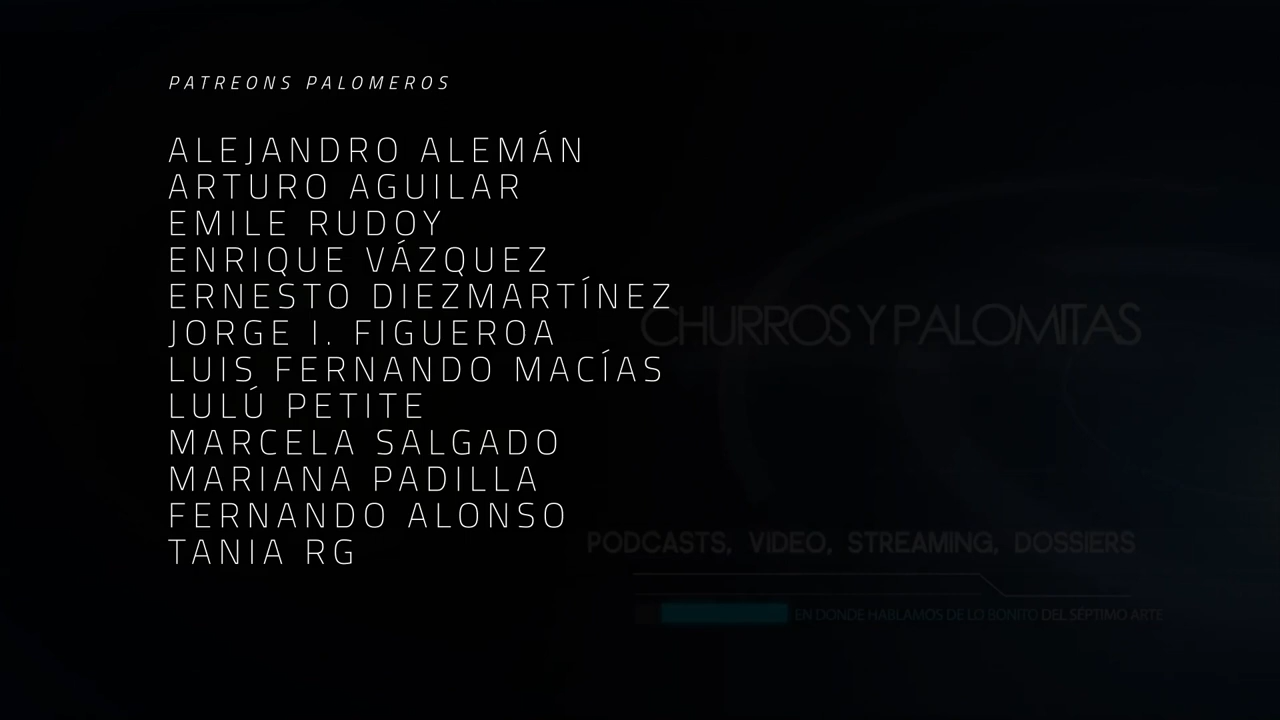 PATREONS PALOMEROS
ALEJANDRO ALEMÁN
ARTURO AGUILAR
EMILE RUDOY
ENRIQUE VÁZQUEZ
ERNESTO DIEZMARTÍNEZ
JORGE I. FIGUEROA
LUIS FERNANDO MACÍAS
LULÚ PETITE
MARCELA SALGADO
MARIANA PADILLA
FERNANDO ALONSO
TANIA RG
CHURROS Y PALOMITAS
PODCASTS, VIDEO, STREAMING, DOSSIERS
EN DONDE HABLAMOS DE LO BONITO DEL SÉPTIMO ARTE